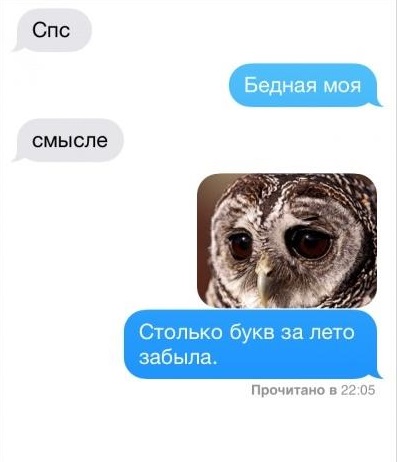 Спс
Бедная моя
смысле
Столько букв за лето
забыла.
Прочитано в 22:05